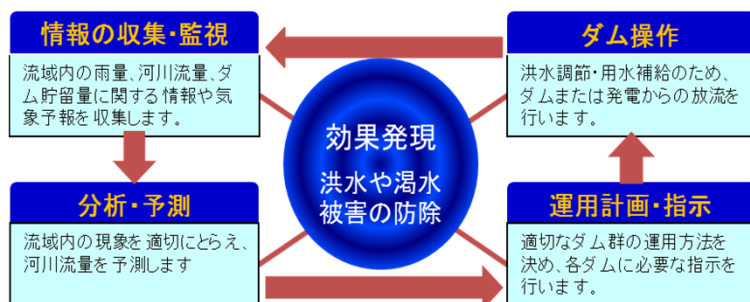 情報の収集・監視
流域内の雨量、河川流量、ダ
ム貯留量に関する情報や気
象予報を収集します。
ダム操作
洪水調節・用水補給のため、
ダムまたは発電からの放流を
行います。
効果発現
洪水や渇水
被害の防除
分析・予測
流域内の現象を適切にとらえ、
河川流量を予測します
運用計画・指示
適切なダム群の運用方法を
決め、各ダムに必要な指示を
行います。